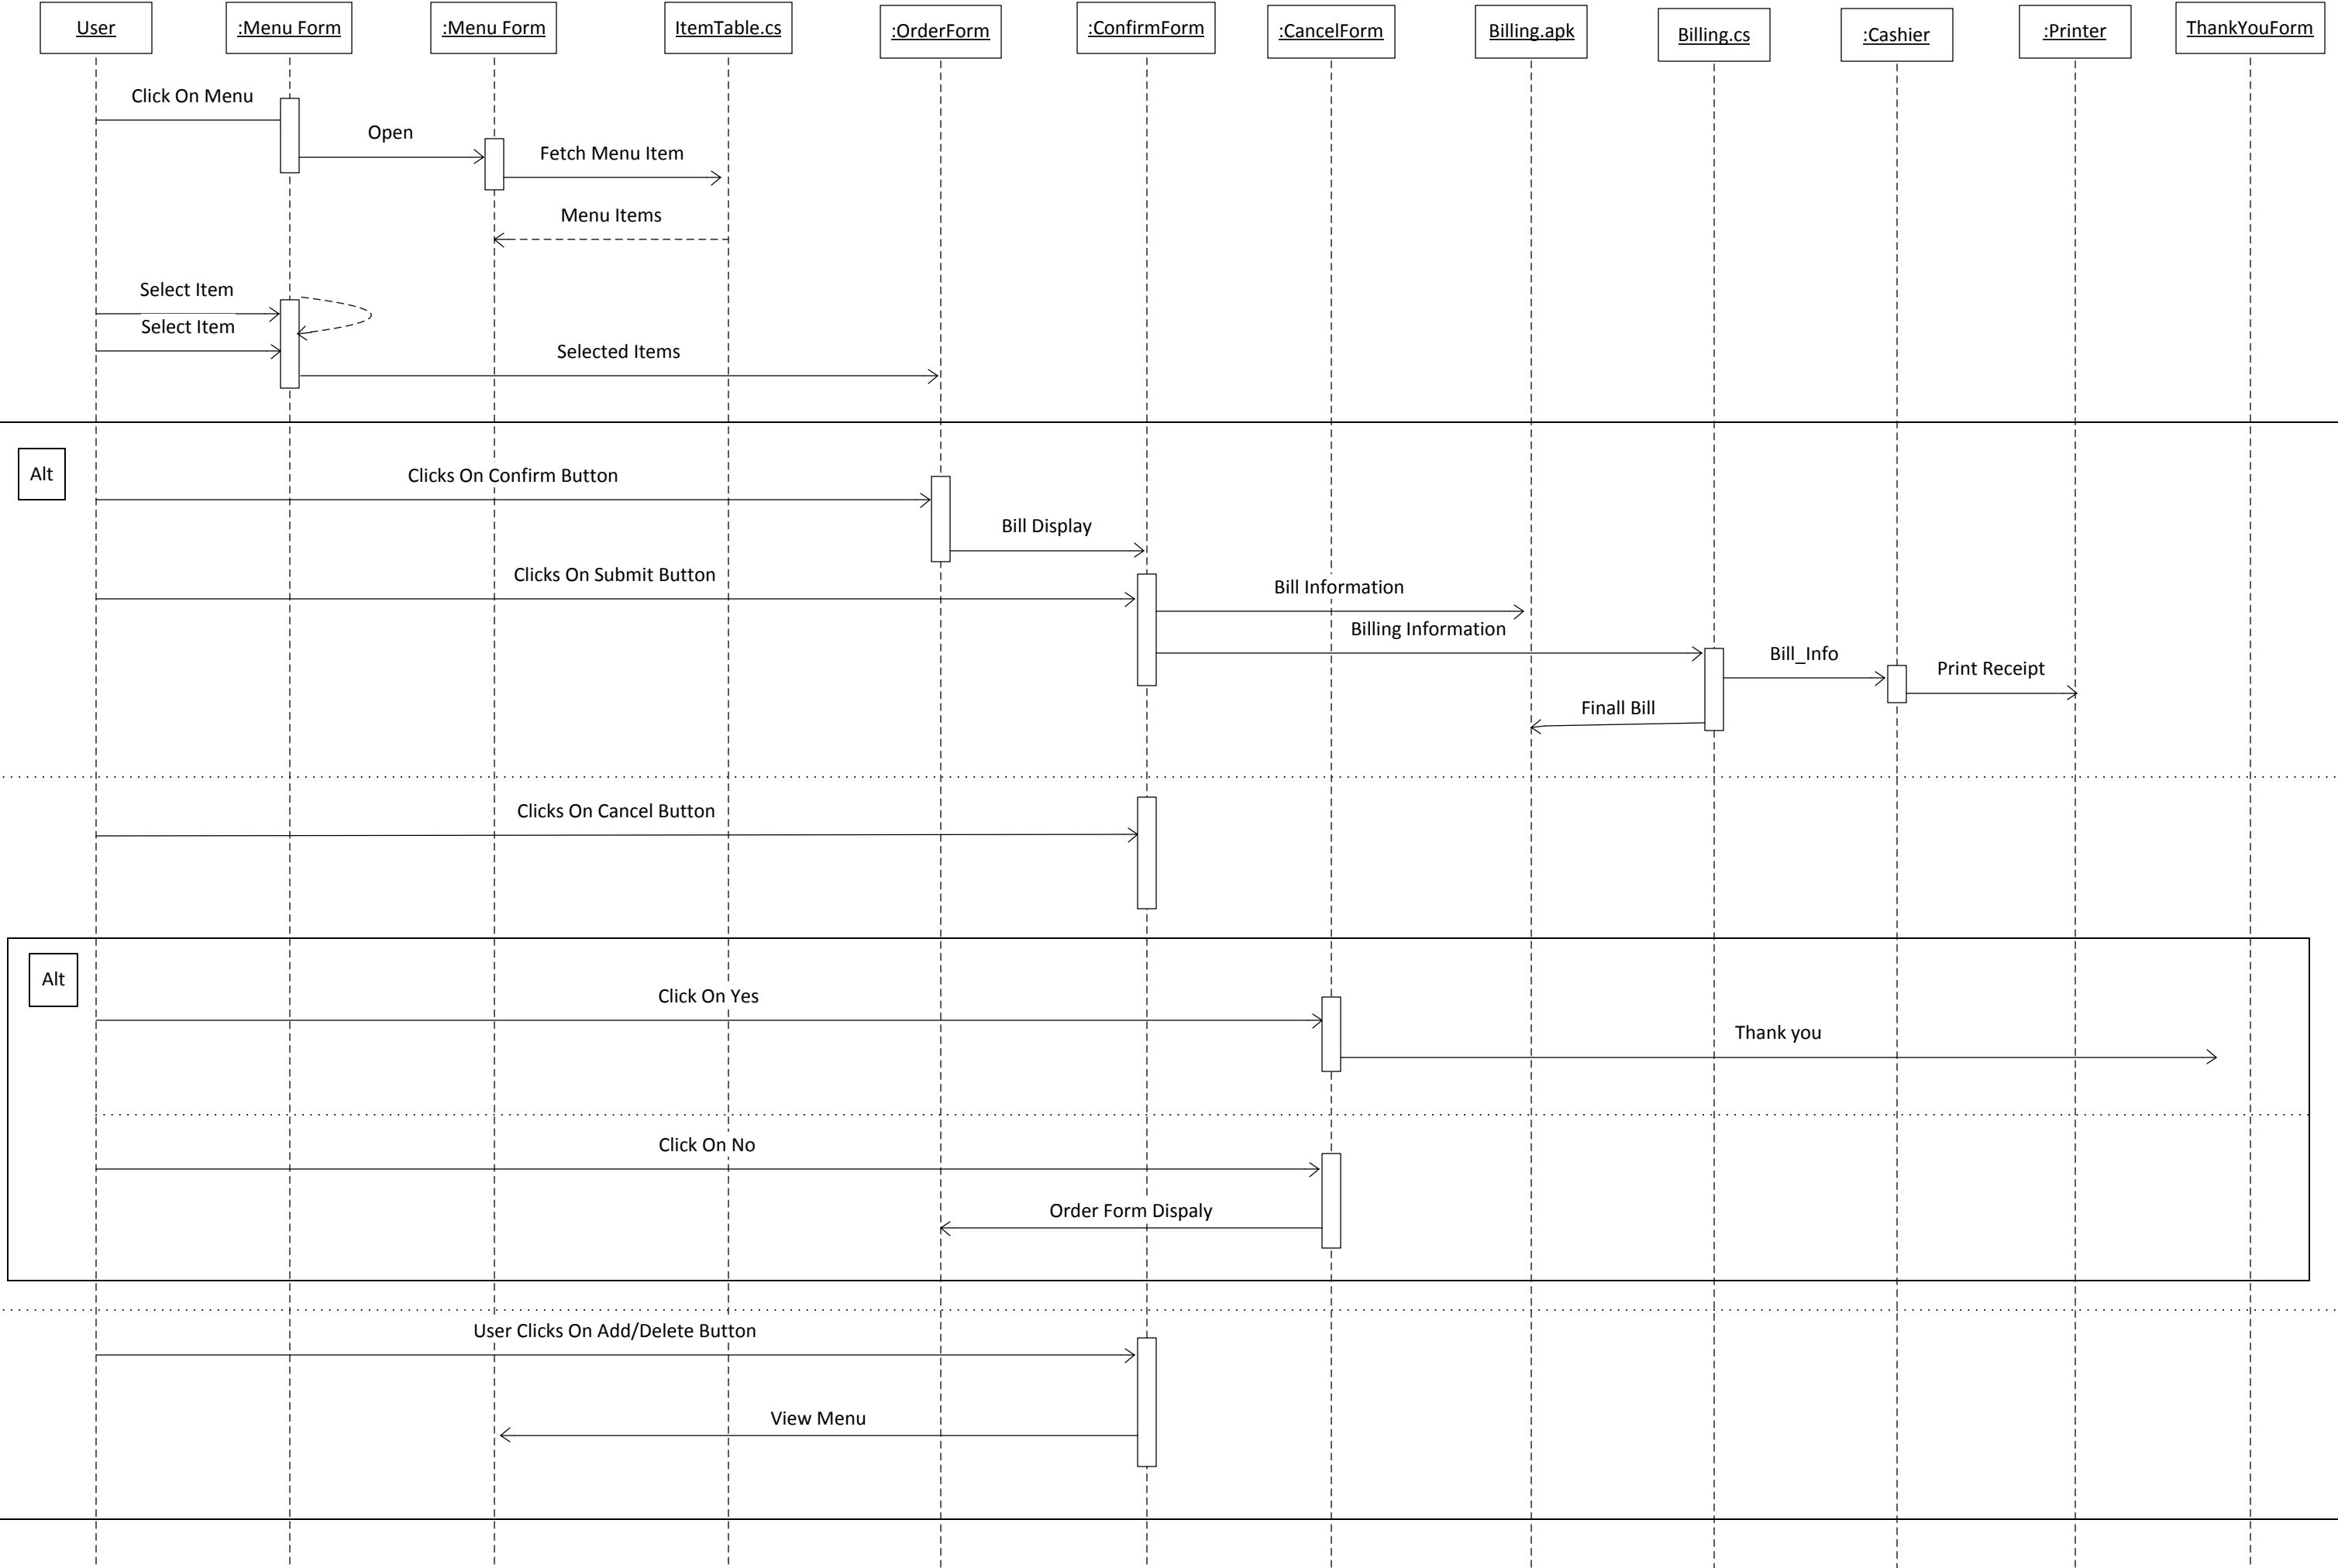 User
:Menu Form
:Menu Form
ItemTable.cs
:OrderForm
:ConfirmForm
:CancelForm
Billing.apk
Billing.cs
:Cashier
:Printer
ThankYouForm
Click On Menu
Open
Fetch Menu Item
Menu Items
Select Item
Select Item
Selected Items
Alt
Clicks On Confirm Button
Bill Display
Clicks On Submit Button
Bill Information
Billing Information
Bill_Info
Print Receipt
Finall Bill
Clicks On Cancel Button
Alt
Click On Yes
Thank you
Click On No
Order Form Dispaly
User Clicks On Add/Delete Button
View Menu